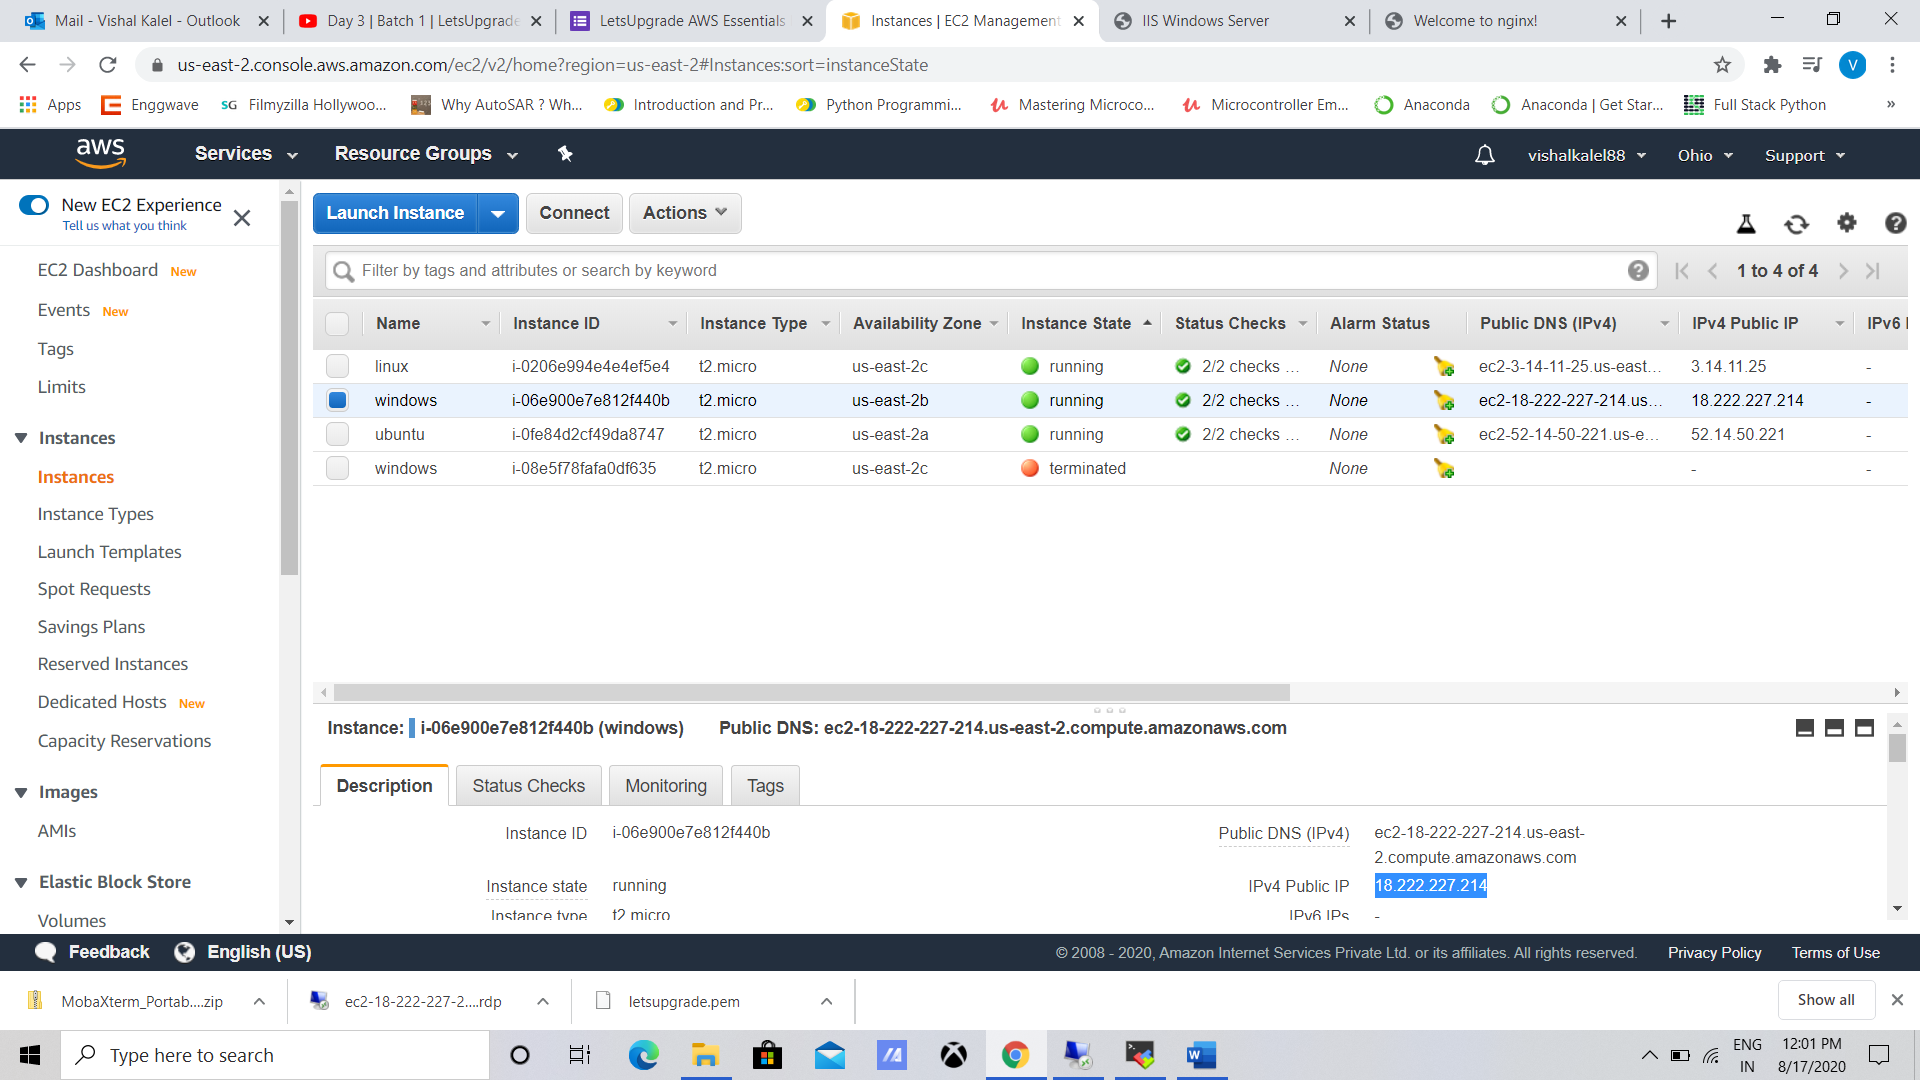 Mail - Vishal Kalel - Outlook
Day 3 | Batch 1 | LetsUpgrade
LetsUpgrade AWS Essentials
Instances | EC2 Management
IIS Windows Server
Welcome to nginx!
us-east-2.console.aws.amazon.com/ec2/v2/home?region=us-east-2#Instances:sort=instanceState
V
Apps
Enggwave
SG Filmyzilla Hollywoo...
Why AutoSAR ? Wh...
Introduction and Pr...
Python Programmi...
Mastering Microco...
Microcontroller Em...
Anaconda
Anaconda | Get Star...
Full Stack Python
»
aws
Services
Resource Groups
vishalkalel88
Ohio
Support
New EC2 Experience
Tell us what you think
EC2 Dashboard New
Events New
Tags
Limits
Instances
Instances
Instance Types
Launch Templates
Spot Requests
Savings Plans
Reserved Instances
Dedicated Hosts New
Capacity Reservations
Images
AMIs
Elastic Block Store
Volumes
Launch Instance
Connect
Actions
Filter by tags and attributes or search by keyword
1 to 4 of 4
Name Instance ID Instance Type Availability Zone Instance State Status Checks Alarm Status Public DNS (IPv4) IPv4 Public IP IPv6 I
linux i-0206e994e4e4ef5e4 t2.micro us-east-2c running 2/2 checks ... None ec2-3-14-11-25.us-east... 3.14.11.25 -
windows i-06e900e7e812f440b t2.micro us-east-2b running 2/2 checks ... None ec2-18-222-227-214.us... 18.222.227.214 -
ubuntu i-0fe84d2cf49da8747 t2.micro us-east-2a running 2/2 checks ... None ec2-52-14-50-221.us-e... 52.14.50.221 -
windows i-08e5f78fafa0df635 t2.micro us-east-2c terminated None - -
Instance: i-06e900e7e812f440b (windows) Public DNS: ec2-18-222-227-214.us-east-2.compute.amazonaws.com
Description
Status Checks
Monitoring
Tags
Instance ID i-06e900e7e812f440b
Public DNS (IPv4) ec2-18-222-227-214.us-east-
2.compute.amazonaws.com
Instance state running
IPv4 Public IP 18.222.227.214
Instance type t2.micro
IPv6 IPs -
Feedback
English (US)
© 2008 - 2020, Amazon Internet Services Private Ltd. or its affiliates. All rights reserved.
Privacy Policy
Terms of Use
MobaXterm_Portab....zip
ec2-18-222-227-2....rdp
letsupgrade.pem
Show all
Type here to search
ENG
IN
12:01 PM
8/17/2020